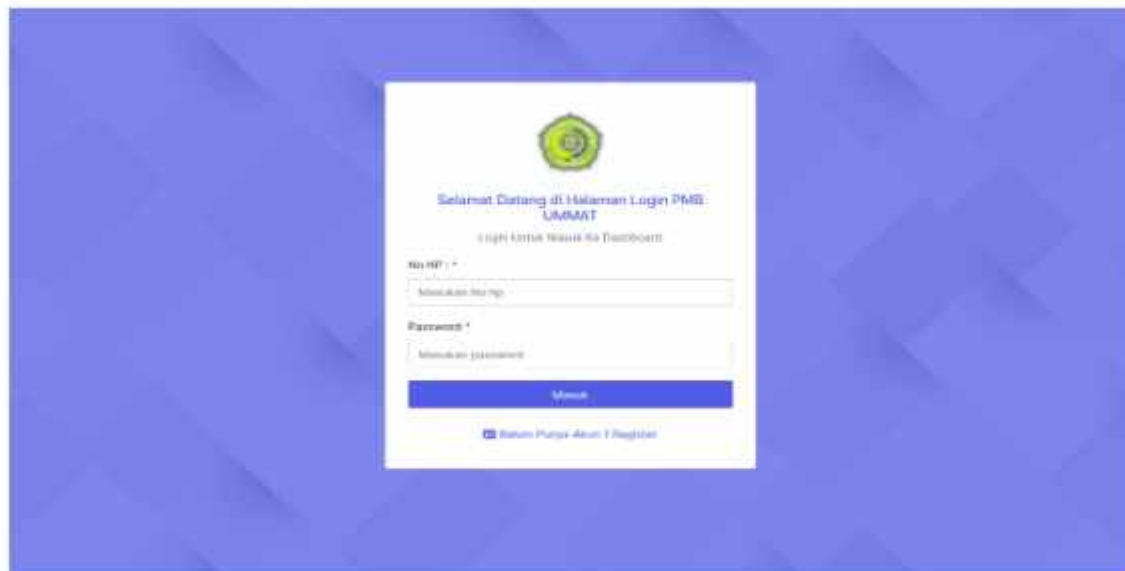 Selamat Datang di Halaman Login PMB
UMMAT
Login Untuk Masuk Ke Dashboard
No HP : *
Masukan No hp
Password *
Masukan password
Masuk
Belum Punya Akun ? Register